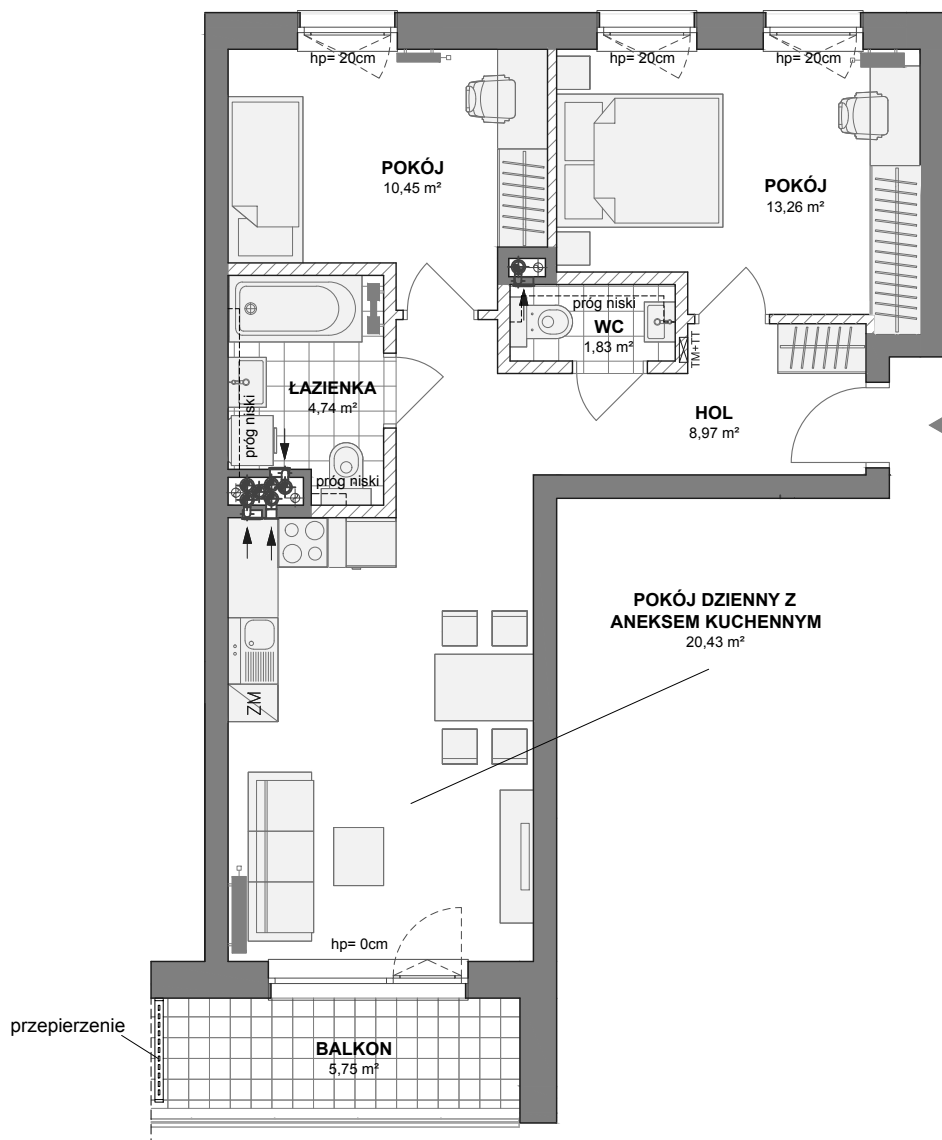 hp= 20cm
hp= 20cm
hp= 20cm
POKÓJ
10,45 m²
POKÓJ
13,26 m²
próg niski
WC
1,83 m²
TM+TT
ŁAZIENKA
4,74 m²
próg niski
próg niski
HOL
8,97 m²
POKÓJ DZIENNY Z
ANEKSEM KUCHENNYM
20,43 m²
ZM
hp= 0cm
przepierzenie
BALKON
5,75 m²